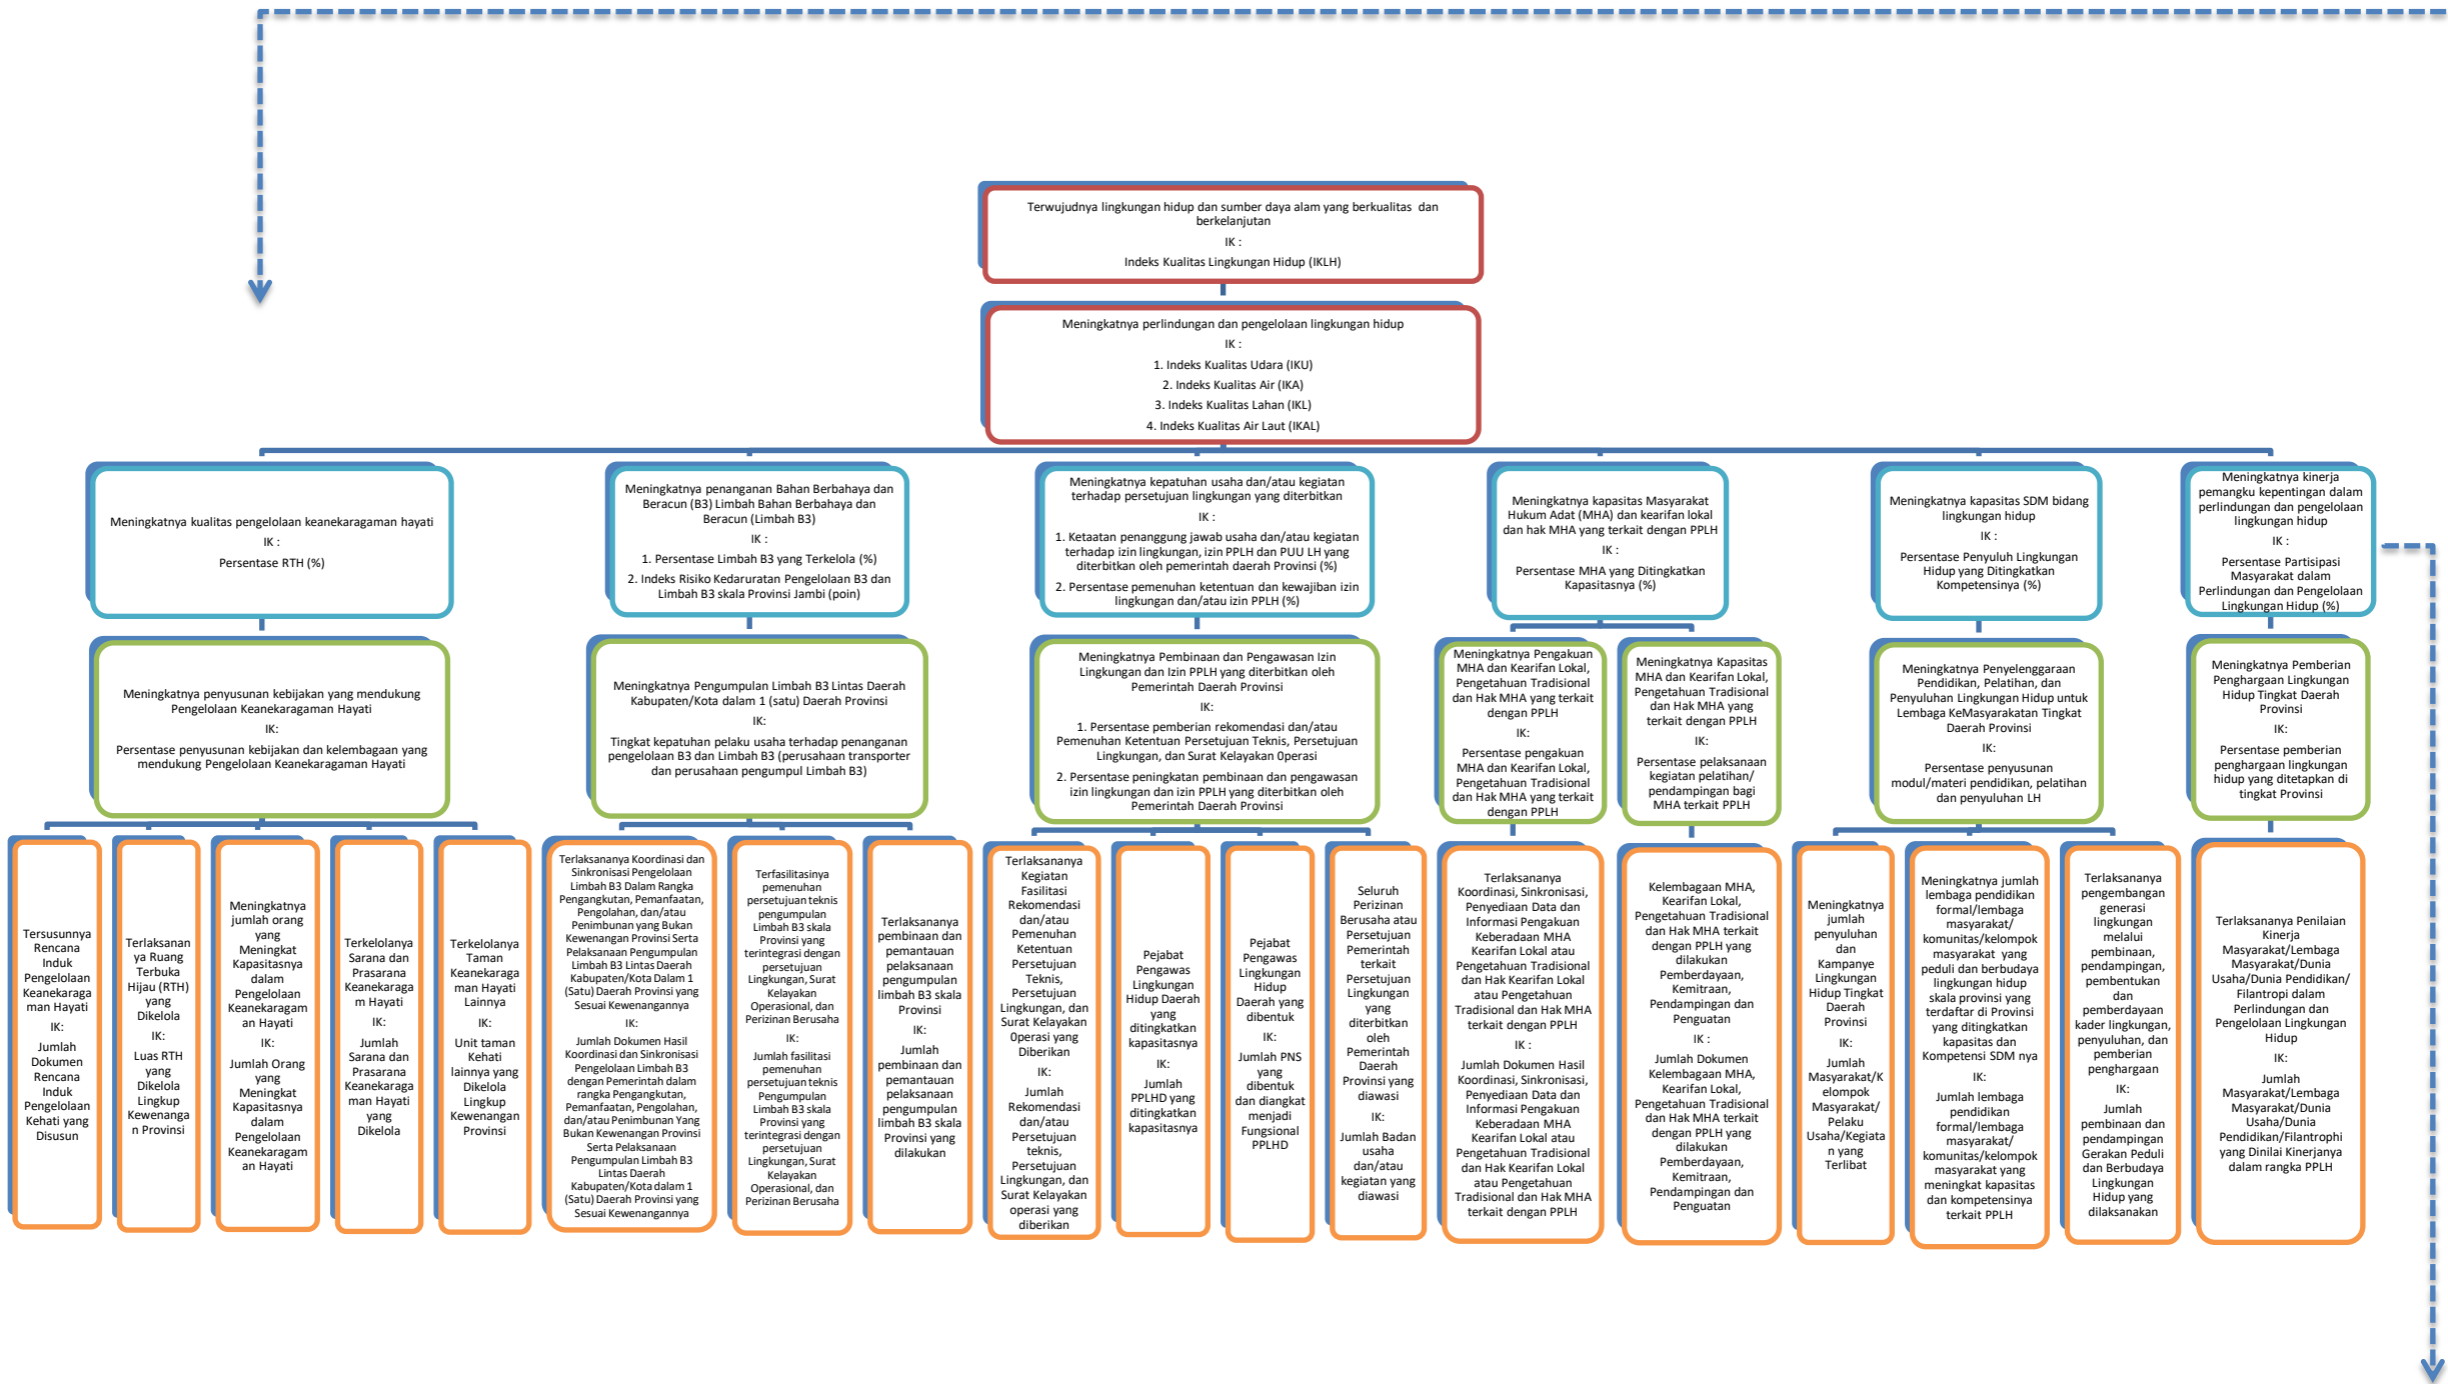 Terwujudnya lingkungan hidup dan sumber daya alam yang berkualitas dan
berkelanjutan
IK :
Indeks Kualitas Lingkungan Hidup (IKLH)
Meningkatnya perlindungan dan pengelolaan lingkungan hidup
IK :
1. Indeks Kualitas Udara (IKU)
2. Indeks Kualitas Air (IKA)
3. Indeks Kualitas Lahan (IKL)
4. Indeks Kualitas Air Laut (IKAL)
Meningkatnya kualitas pengelolaan keanekaragaman hayati
IK :
Persentase RTH (%)
Meningkatnya penanganan Bahan Berbahaya dan
Beracun (B3) Limbah Bahan Berbahaya dan
Beracun (Limbah B3)
IK :
1. Persentase Limbah B3 yang Terkelola (%)
2. Indeks Risiko Kedaruratan Pengelolaan B3 dan
Limbah B3 skala Provinsi Jambi (poin)
Meningkatnya kepatuhan usaha dan/atau kegiatan
terhadap persetujuan lingkungan yang diterbitkan
IK :
1. Ketaatan penanggung jawab usaha dan/atau kegiatan
terhadap izin lingkungan, izin PPLH dan PUU LH yang
diterbitkan oleh pemerintah daerah Provinsi (%)
2. Persentase pemenuhan ketentuan dan kewajiban izin
lingkungan dan/atau izin PPLH (%)
Meningkatnya kapasitas Masyarakat
Hukum Adat (MHA) dan kearifan lokal
dan hak MHA yang terkait dengan PPLH
IK :
Persentase MHA yang Ditingkatkan
Kapasitasnya (%)
Meningkatnya kapasitas SDM bidang
lingkungan hidup
IK :
Persentase Penyuluh Lingkungan
Hidup yang Ditingkatkan
Kompetensinya (%)
Meningkatnya kinerja
pemangku kepentingan dalam
perlindungan dan pengelolaan
lingkungan hidup
IK :
Persentase Partisipasi
Masyarakat dalam
Perlindungan dan Pengelolaan
Lingkungan Hidup (%)
Meningkatnya penyusunan kebijakan yang mendukung
Pengelolaan Keanekaragaman Hayati
IK:
Persentase penyusunan kebijakan dan kelembagaan yang
mendukung Pengelolaan Keanekaragaman Hayati
Meningkatnya Pengumpulan Limbah B3 Lintas Daerah
Kabupaten/Kota dalam 1 (satu) Daerah Provinsi
IK:
Tingkat kepatuhan pelaku usaha terhadap penanganan
pengelolaan B3 dan Limbah B3 (perusahaan transporter
dan perusahaan pengumpul Limbah B3)
Meningkatnya Pembinaan dan Pengawasan Izin
Lingkungan dan Izin PPLH yang diterbitkan oleh
Pemerintah Daerah Provinsi
IK:
1. Persentase pemberian rekomendasi dan/atau
Pemenuhan Ketentuan Persetujuan Teknis, Persetujuan
Lingkungan, dan Surat Kelayakan 0perasi
2. Persentase peningkatan pembinaan dan pengawasan
izin lingkungan dan izin PPLH yang diterbitkan oleh
Pemerintah Daerah Provinsi
Meningkatnya Pengakuan
MHA dan Kearifan Lokal,
Pengetahuan Tradisional
dan Hak MHA yang terkait
dengan PPLH
IK:
Persentase pengakuan
MHA dan Kearifan Lokal,
Pengetahuan Tradisional
dan Hak MHA yang terkait
dengan PPLH
Meningkatnya Kapasitas
MHA dan Kearifan Lokal,
Pengetahuan Tradisional
dan Hak MHA yang
terkait dengan PPLH
IK:
Persentase pelaksanaan
kegiatan pelatihan/
pendampingan bagi
MHA terkait PPLH
Meningkatnya Penyelenggaraan
Pendidikan, Pelatihan, dan
Penyuluhan Lingkungan Hidup untuk
Lembaga KeMasyarakatan Tingkat
Daerah Provinsi
IK:
Persentase penyusunan
modul/materi pendidikan, pelatihan
dan penyuluhan LH
Meningkatnya Pemberian
Penghargaan Lingkungan
Hidup Tingkat Daerah
Provinsi
IK:
Persentase pemberian
penghargaan lingkungan
hidup yang ditetapkan di
tingkat Provinsi
Tersusunnya
Rencana
Induk
Pengelolaan
Keanekaraga
man Hayati
IK:
Jumlah
Dokumen
Rencana
Induk
Pengelolaan
Kehati yang
Disusun
Terlaksanan
ya Ruang
Terbuka
Hijau (RTH)
yang
Dikelola
IK:
Luas RTH
yang
Dikelola
Lingkup
Kewenanga
n Provinsi
Meningkatnya
jumlah orang
yang
Meningkat
Kapasitasnya
dalam
Pengelolaan
Keanekaragam
an Hayati
IK:
Jumlah Orang
yang
Meningkat
Kapasitasnya
dalam
Pengelolaan
Keanekaragam
an Hayati
Terkelolanya
Sarana dan
Prasarana
Keanekaraga
m Hayati
IK:
Jumlah
Sarana dan
Prasarana
Keanekaraga
man Hayati
yang
Dikelola
Terkelolanya
Taman
Keanekaraga
man Hayati
Lainnya
IK:
Unit taman
Kehati
lainnya yang
Dikelola
Lingkup
Kewenangan
Provinsi
Terlaksananya Koordinasi dan
Sinkronisasi Pengelolaan
Limbah B3 Dalam Rangka
Pengangkutan, Pemanfaatan,
Pengolahan, dan/atau
Penimbunan yang Bukan
Kewenangan Provinsi Serta
Pelaksanaan Pengumpulan
Limbah B3 Lintas Daerah
Kabupaten/Kota Dalam 1
(Satu) Daerah Provinsi yang
Sesuai Kewenangannya
IK:
Jumlah Dokumen Hasil
Koordinasi dan Sinkronisasi
Pengelolaan Limbah B3
dengan Pemerintah dalam
rangka Pengangkutan,
Pemanfaatan, Pengolahan,
dan/atau Penimbunan Yang
Bukan Kewenangan Provinsi
Serta Pelaksanaan
Pengumpulan Limbah B3
Lintas Daerah
Kabupaten/Kota dalam 1
(Satu) Daerah Provinsi yang
Sesuai Kewenangannya
Terfasilitasinya
pemenuhan
persetujuan teknis
pengumpulan
Limbah B3 skala
Provinsi yang
terintegrasi dengan
persetujuan
Lingkungan, Surat
Kelayakan
Operasional, dan
Perizinan Berusaha
IK:
Jumlah fasilitasi
pemenuhan
persetujuan teknis
Pengumpulan
Limbah B3 skala
Provinsi yang
terintegrasi dengan
persetujuan
Lingkungan, Surat
Kelayakan
Operasional, dan
Perizinan Berusaha
Terlaksananya
pembinaan dan
pemantauan
pelaksanaan
pengumpulan
limbah B3 skala
Provinsi
IK:
Jumlah
pembinaan dan
pemantauan
pelaksanaan
pengumpulan
limbah B3 skala
Provinsi yang
dilakukan
Terlaksananya
Kegiatan
Fasilitasi
Rekomendasi
dan/atau
Pemenuhan
Ketentuan
Persetujuan
Teknis,
Persetujuan
Lingkungan, dan
Surat Kelayakan
0perasi yang
Diberikan
IK:
Jumlah
Rekomendasi
dan/atau
Persetujuan
teknis,
Persetujuan
Lingkungan, dan
Surat Kelayakan
operasi yang
diberikan
Pejabat
Pengawas
Lingkungan
Hidup Daerah
yang
ditingkatkan
kapasitasnya
IK:
Jumlah
PPLHD yang
ditingkatkan
kapasitasnya
Pejabat
Pengawas
Lingkungan
Hidup
Daerah yang
dibentuk
IK:
Jumlah PNS
yang
dibentuk
dan diangkat
menjadi
Fungsional
PPLHD
Seluruh
Perizinan
Berusaha atau
Persetujuan
Pemerintah
terkait
Persetujuan
Lingkungan
yang
diterbitkan
oleh
Pemerintah
Daerah
Provinsi yang
diawasi
IK:
Jumlah Badan
usaha
dan/atau
kegiatan yang
diawasi
Terlaksananya
Koordinasi, Sinkronisasi,
Penyediaan Data dan
Informasi Pengakuan
Keberadaan MHA
Kearifan Lokal atau
Pengetahuan Tradisional
dan Hak Kearifan Lokal
atau Pengetahuan
Tradisional dan Hak MHA
terkait dengan PPLH
IK :
Jumlah Dokumen Hasil
Koordinasi, Sinkronisasi,
Penyediaan Data dan
Informasi Pengakuan
Keberadaan MHA
Kearifan Lokal atau
Pengetahuan Tradisional
dan Hak Kearifan Lokal
atau Pengetahuan
Tradisional dan Hak MHA
terkait dengan PPLH
Kelembagaan MHA,
Kearifan Lokal,
Pengetahuan Tradisional
dan Hak MHA terkait
dengan PPLH yang
dilakukan
Pemberdayaan,
Kemitraan,
Pendampingan dan
Penguatan
IK :
Jumlah Dokumen
Kelembagaan MHA,
Kearifan Lokal,
Pengetahuan Tradisional
dan Hak MHA terkait
dengan PPLH yang
dilakukan
Pemberdayaan,
Kemitraan,
Pendampingan dan
Penguatan
Meningkatnya
jumlah
penyuluhan
dan
Kampanye
Lingkungan
Hidup Tingkat
Daerah
Provinsi
IK:
Jumlah
Masyarakat/K
elompok
Masyarakat/
Pelaku
Usaha/Kegiata
n yang
Terlibat
Meningkatnya jumlah
lembaga pendidikan
formal/lembaga
masyarakat/
komunitas/kelompok
masyarakat yang
peduli dan berbudaya
lingkungan hidup
skala provinsi yang
terdaftar di Provinsi
yang ditingkatkan
kapasitas dan
Kompetensi SDM nya
IK:
Jumlah lembaga
pendidikan
formal/lembaga
masyarakat/
komunitas/kelompok
masyarakat yang
meningkat kapasitas
dan kompetensinya
terkait PPLH
Terlaksananya
pengembangan
generasi
lingkungan
melalui
pembinaan,
pendampingan,
pembentukan
dan
pemberdayaan
kader lingkungan,
penyuluhan, dan
pemberian
penghargaan
IK:
Jumlah
pembinaan dan
pendampingan
Gerakan Peduli
dan Berbudaya
Lingkungan
Hidup yang
dilaksanakan
Terlaksananya Penilaian
Kinerja
Masyarakat/Lembaga
Masyarakat/Dunia
Usaha/Dunia Pendidikan/
Filantropi dalam
Perlindungan dan
Pengelolaan Lingkungan
Hidup
IK:
Jumlah
Masyarakat/Lembaga
Masyarakat/Dunia
Usaha/Dunia
Pendidikan/Filantrophi
yang Dinilai Kinerjanya
dalam rangka PPLH